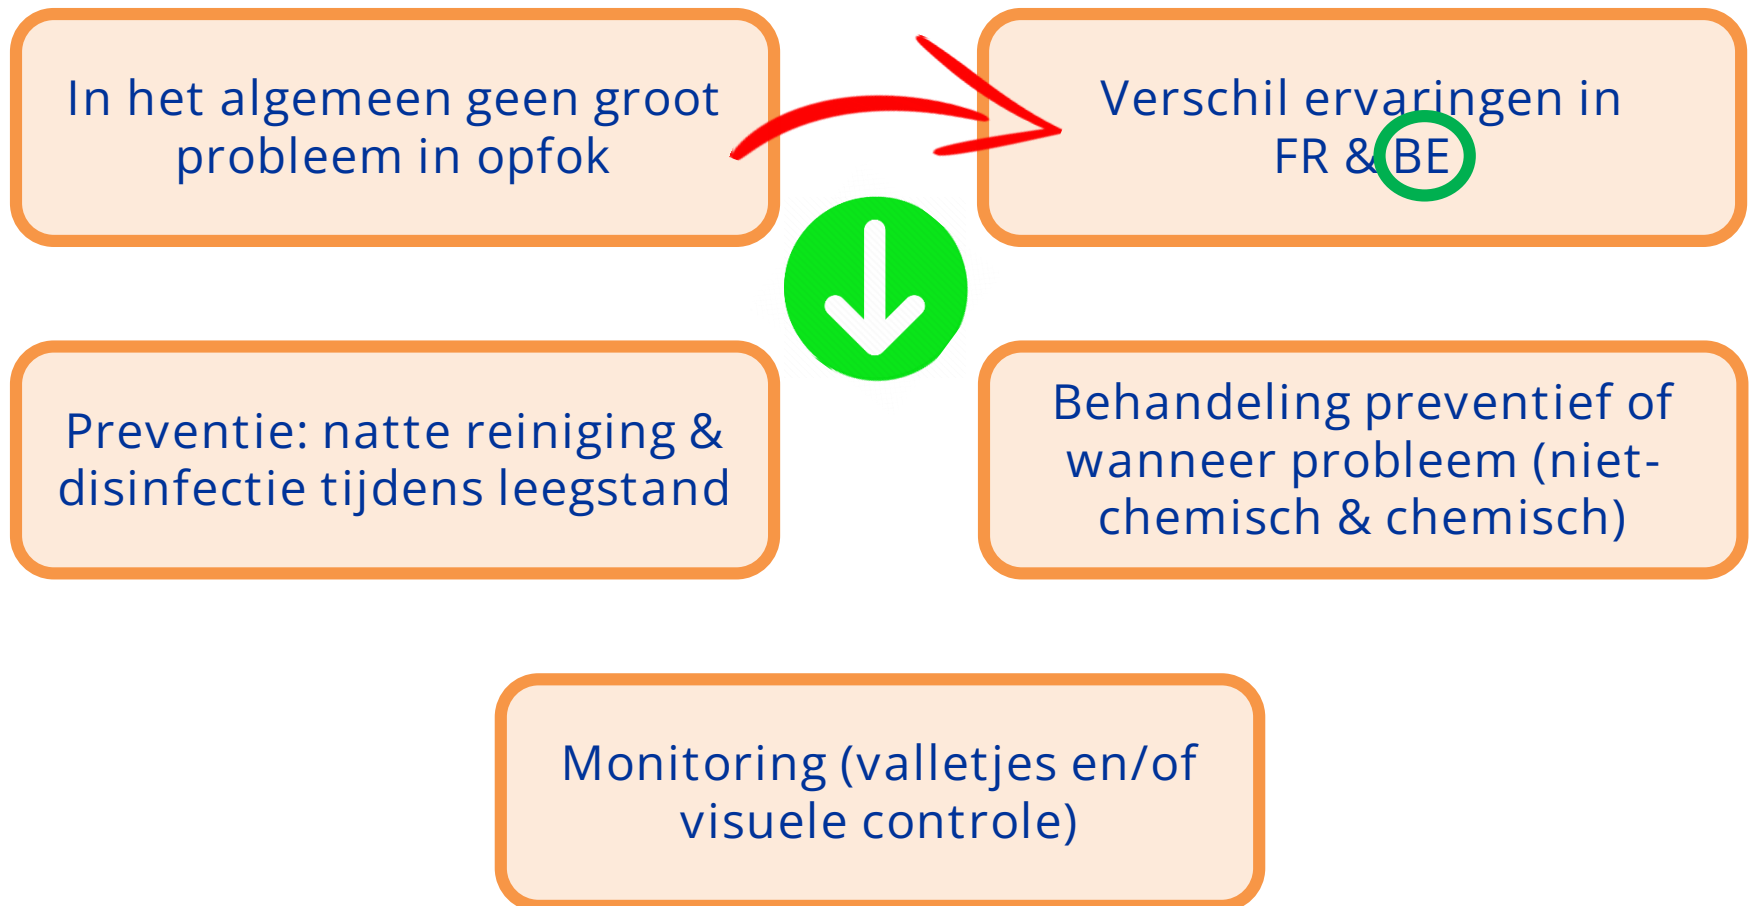 In het algemeen geen groot
probleem in opfok
Verschil ervaringen in
FR & BE
Preventie: natte reiniging &
disinfectie tijdens leegstand
Behandeling preventief of
wanneer probleem (niet-
chemisch & chemisch)
Monitoring (valletjes en/of
visuele controle)